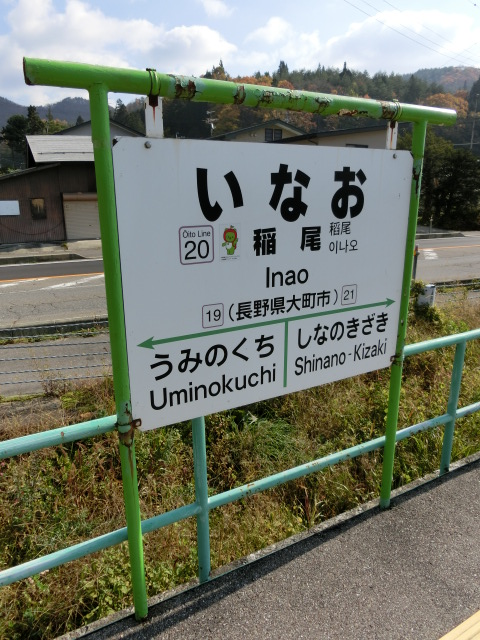 いなお
Ōito Line
20
稲尾
稲尾
이나오
Inao
19 (長野県大町市) 21
うみのくち しなのきざき
Uminokuchi Shinano-Kizaki